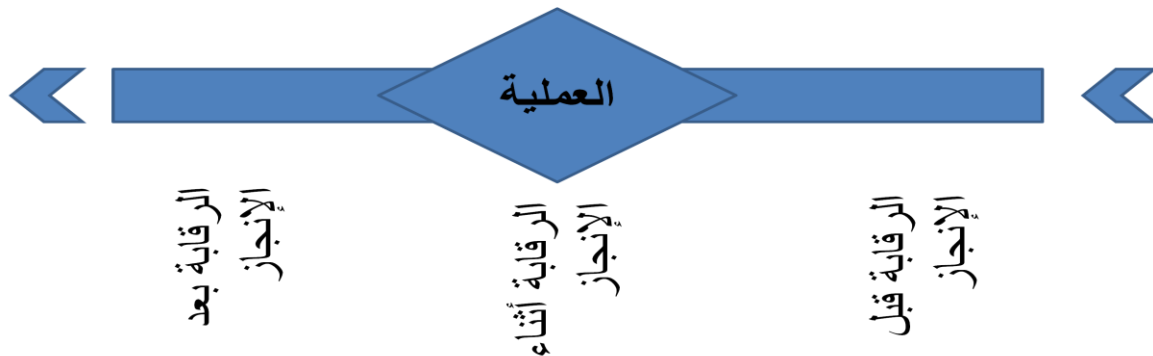 العملية
الرقابة قبل
الإنجاز
الرقابة أثناء
الإنجاز
الرقابة بعد
الإنجاز